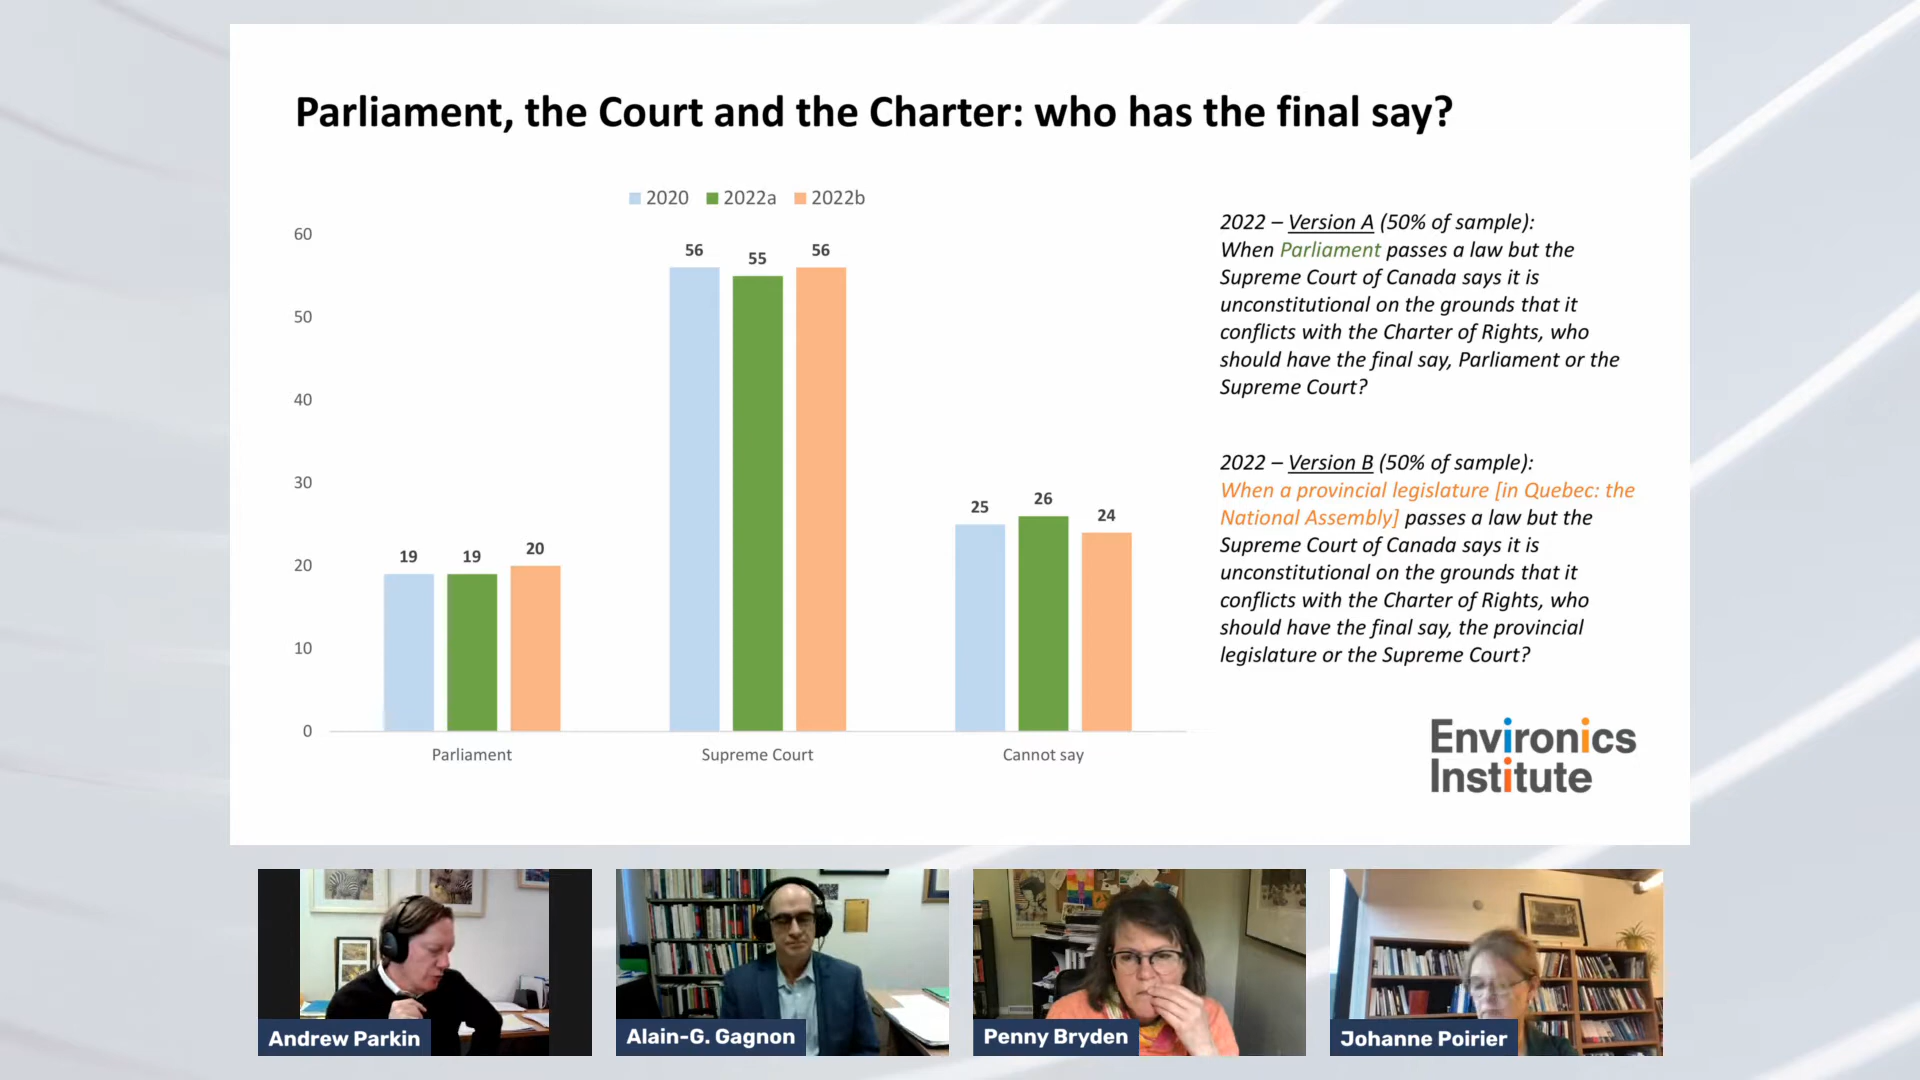 Parliament, the Court and the Charter: who has the final say?
2020 2022a 2022b
60
50
40
30
20
10
0
19 19 20
56 55 56
25 26 24
Parliament Supreme Court Cannot say
2022 – Version A (50% of sample):
When Parliament passes a law but the
Supreme Court of Canada says it is
unconstitutional on the grounds that it
conflicts with the Charter of Rights, who
should have the final say, Parliament or the
Supreme Court?
2022 – Version B (50% of sample):
When a provincial legislature [in Quebec: the
National Assembly] passes a law but the
Supreme Court of Canada says it is
unconstitutional on the grounds that it
conflicts with the Charter of Rights, who
should have the final say, the provincial
legislature or the Supreme Court?
Environics
Institute
Andrew Parkin
Alain-G. Gagnon
Penny Bryden
Johanne Poirier